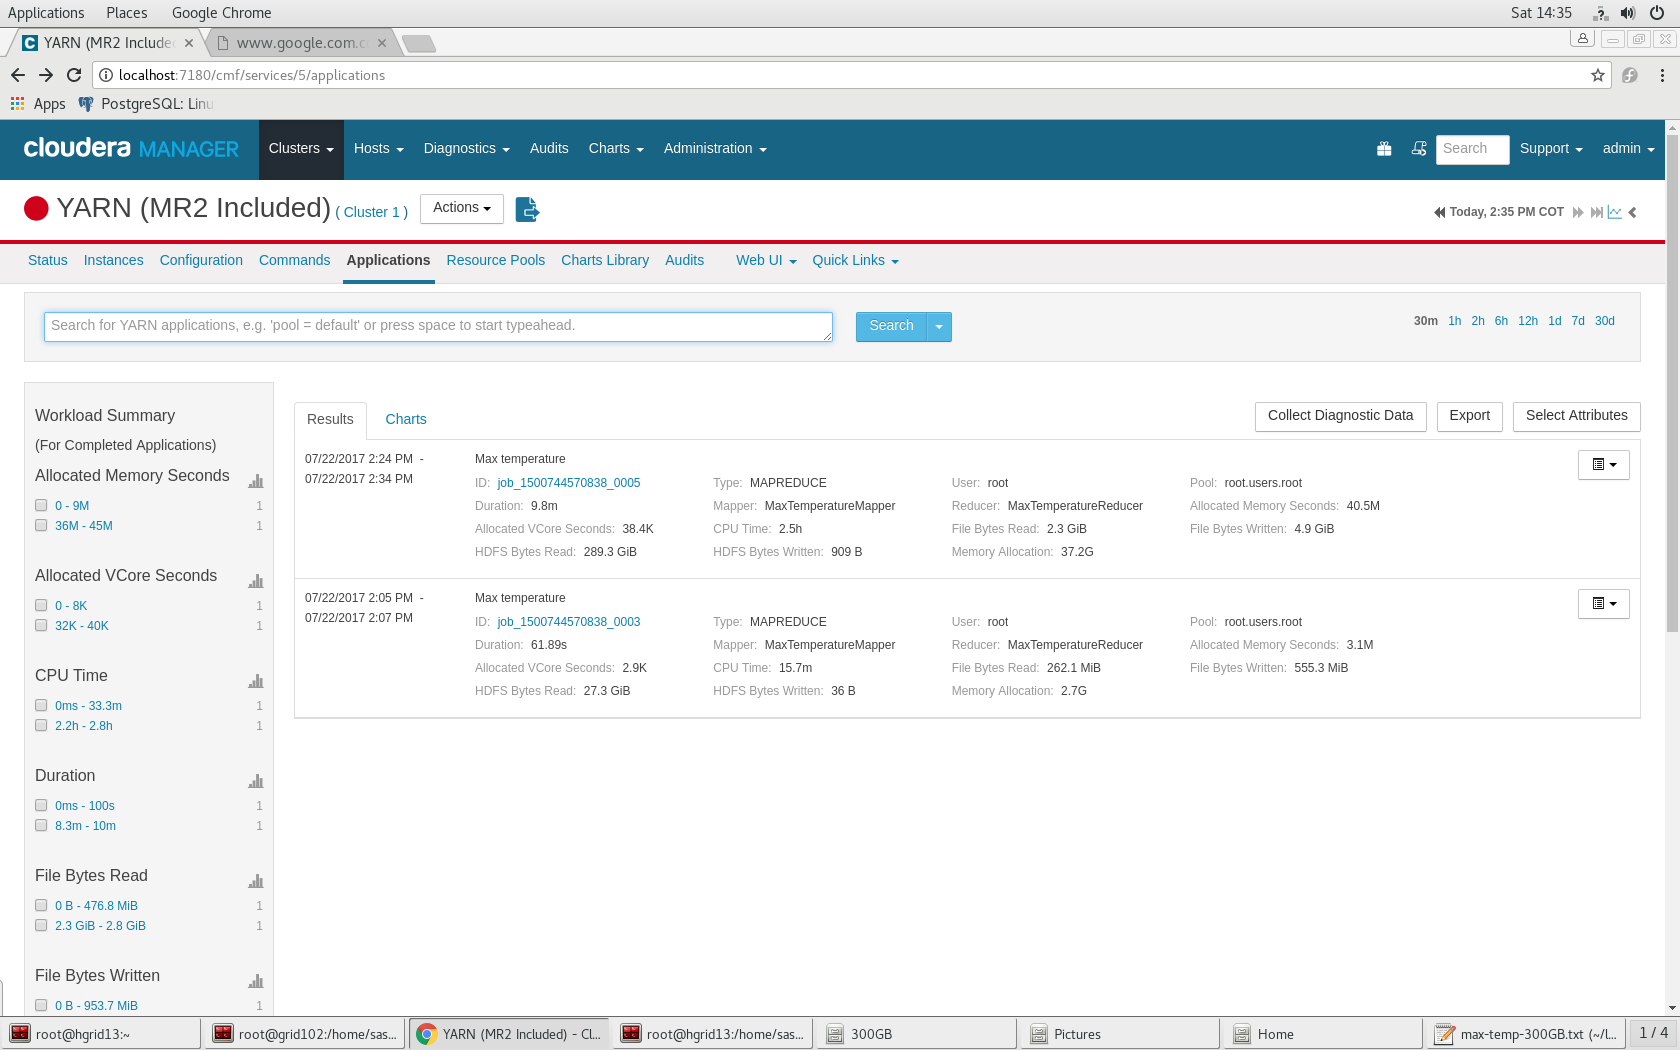 Applications Places Google Chrome Sat 14:35
YARN (MR2 Include www.google.com.c
localhost:7180/cmf/services/5/applications
Apps PostgreSQL: Linu
cloudera MANAGER Clusters Hosts Diagnostics Audits Charts Administration Search Support admin
YARN (MR2 Included) ( Cluster 1 ) Actions Today, 2:35 PM COT
Status Instances Configuration Commands Applications Resource Pools Charts Library Audits Web UI Quick Links
Search for YARN applications, e.g. 'pool = default' or press space to start typeahead. Search 30m 1h 2h 6h 12h 1d 7d 30d
Workload Summary
(For Completed Applications)
Allocated Memory Seconds
0 - 9M 1
36M - 45M 1
Allocated VCore Seconds
0 - 8K 1
32K - 40K 1
CPU Time
0ms - 33.3m 1
2.2h - 2.8h 1
Duration
0ms - 100s 1
8.3m - 10m 1
File Bytes Read
0 B - 476.8 MiB 1
2.3 GiB - 2.8 GiB 1
File Bytes Written
0 B - 953.7 MiB 1
Results Charts Collect Diagnostic Data Export Select Attributes
07/22/2017 2:24 PM - Max temperature
07/22/2017 2:34 PM ID: job_1500744570838_0005 Type: MAPREDUCE User: root Pool: root.users.root
Duration: 9.8m Mapper: MaxTemperatureMapper Reducer: MaxTemperatureReducer Allocated Memory Seconds: 40.5M
Allocated VCore Seconds: 38.4K CPU Time: 2.5h File Bytes Read: 2.3 GiB File Bytes Written: 4.9 GiB
HDFS Bytes Read: 289.3 GiB HDFS Bytes Written: 909 B Memory Allocation: 37.2G
07/22/2017 2:05 PM - Max temperature
07/22/2017 2:07 PM ID: job_1500744570838_0003 Type: MAPREDUCE User: root Pool: root.users.root
Duration: 61.89s Mapper: MaxTemperatureMapper Reducer: MaxTemperatureReducer Allocated Memory Seconds: 3.1M
Allocated VCore Seconds: 2.9K CPU Time: 15.7m File Bytes Read: 262.1 MiB File Bytes Written: 555.3 MiB
HDFS Bytes Read: 27.3 GiB HDFS Bytes Written: 36 B Memory Allocation: 2.7G
root@hgrid13:~ root@grid102:/home/sas... YARN (MR2 Included) - Cl... root@hgrid13:/home/sas... 300GB Pictures Home max-temp-300GB.txt (~/l... 1 / 4